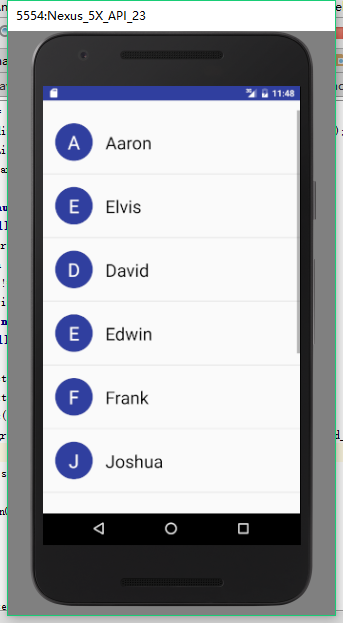 5554:Nexus_5X_API_23
11:48
A Aaron
E Elvis
D David
E Edwin
F Frank
J Joshua